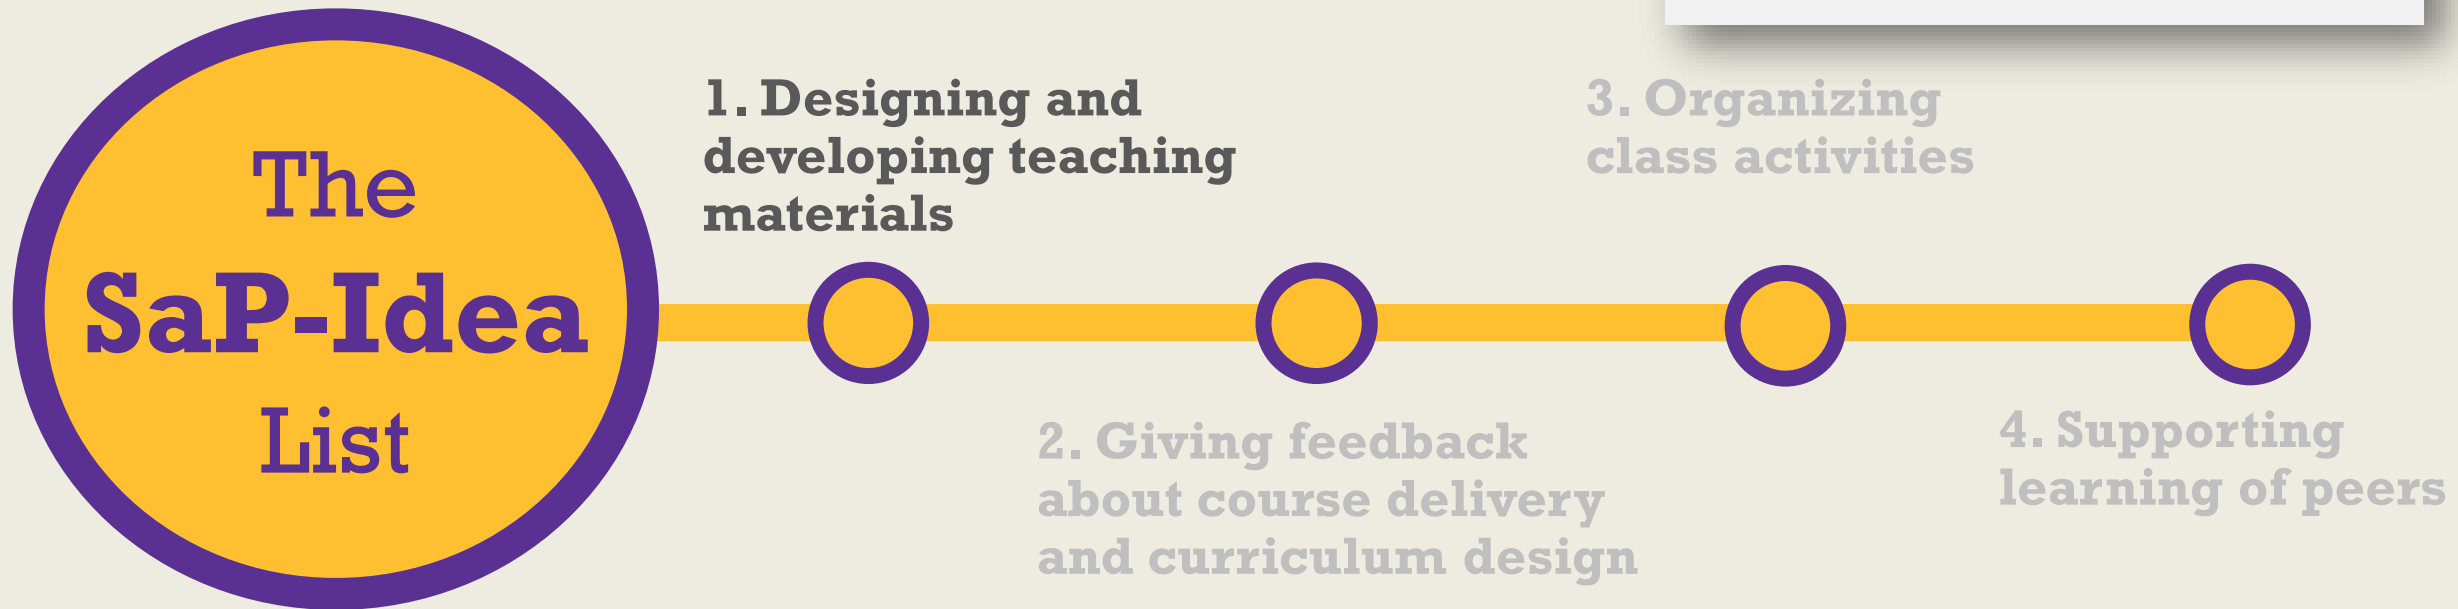 The
SaP-Idea
List
1. Designing and
developing teaching
materials
2. Giving feedback
about course delivery
and curriculum design
3. Organizing
class activities
4. Supporting
learning of peers